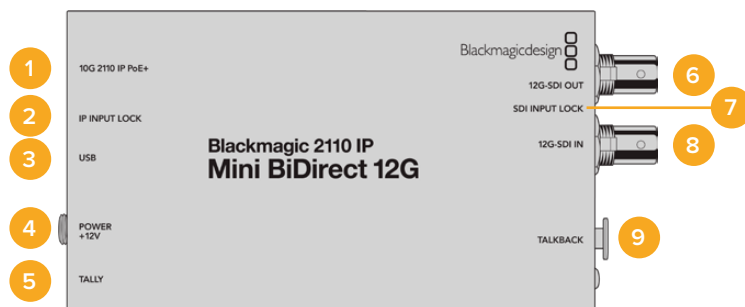 1
10G 2110 IP PoE+
2
IP INPUT LOCK
3
USB
4
POWER
+12V
5
TALLY
Blackmagic 2110 IP
Mini BiDirect 12G
Blackmagicdesign
12G-SDI OUT
6
SDI INPUT LOCK
7
12G-SDI IN
8
TALKBACK
9